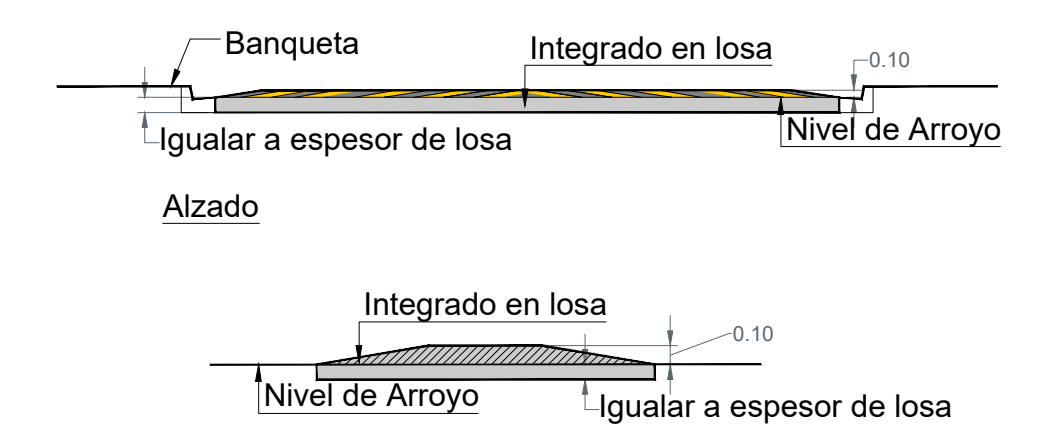 Banqueta
Integrado en losa
0.10
Nivel de Arroyo
Igualar a espesor de losa
Alzado
Integrado en losa
0.10
Nivel de Arroyo
Igualar a espesor de losa